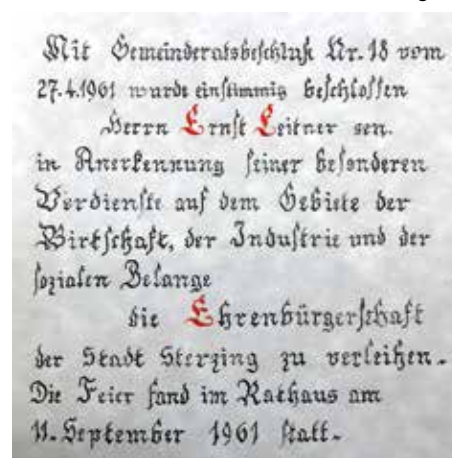 Mit Gemeinderatsbeschluß Nr. 18 vom
27.4.1961 wurde einstimmig beschlossen
Herrn Ernst Leitner sen.
in Anerkennung seiner besonderen
Verdienste auf dem Gebiete der
Wirtschaft, der Industrie und der
sozialen Belange
die Ehrenbürgerschaft
der Stadt Sterzing zu verleihen.
Die Feier fand im Rathaus am
11. September 1961 statt.